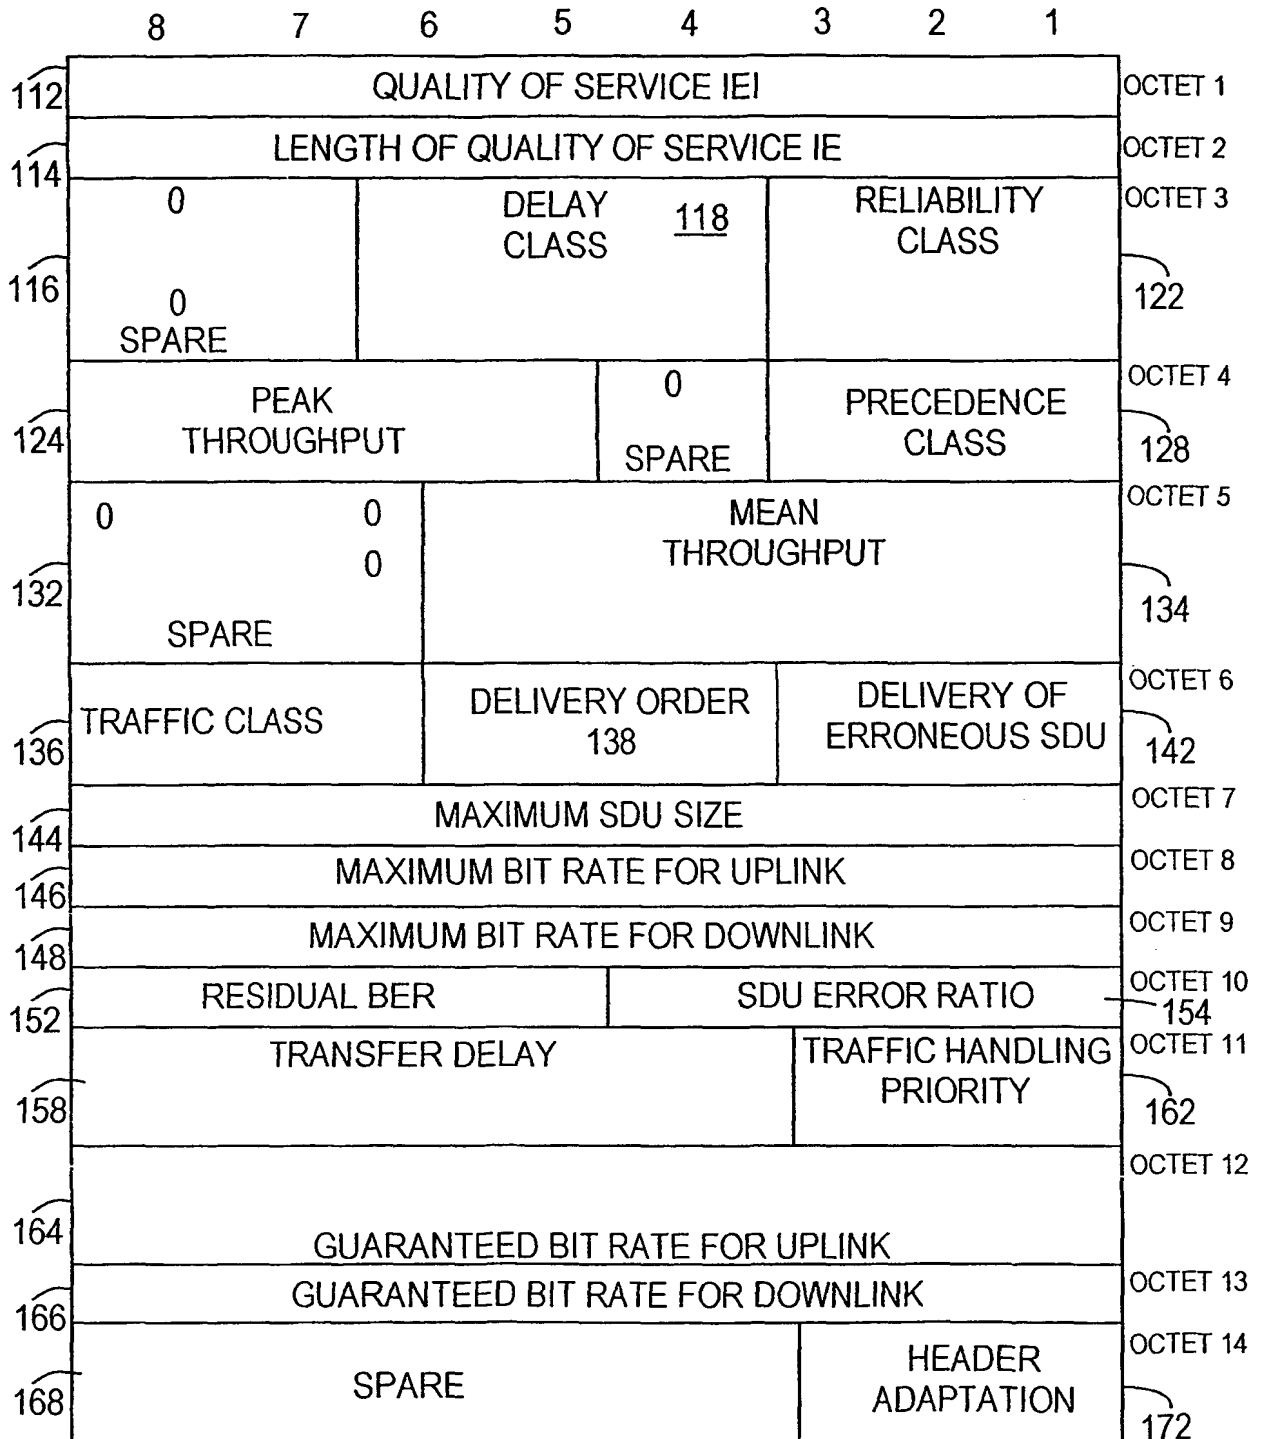 8 7 6 5 4 3 2 1
112 QUALITY OF SERVICE IEI OCTET 1
114 LENGTH OF QUALITY OF SERVICE IE OCTET 2
0 DELAY 118 RELIABILITY OCTET 3
CLASS CLASS
116 0 122
SPARE
PEAK 0 PRECEDENCE OCTET 4
124 THROUGHPUT SPARE CLASS 128
0 0 MEAN OCTET 5
0 THROUGHPUT
132 134
SPARE
TRAFFIC CLASS DELIVERY ORDER DELIVERY OF OCTET 6
136 138 ERRONEOUS SDU 142
144 MAXIMUM SDU SIZE OCTET 7
146 MAXIMUM BIT RATE FOR UPLINK OCTET 8
148 MAXIMUM BIT RATE FOR DOWNLINK OCTET 9
152 RESIDUAL BER SDU ERROR RATIO OCTET 10
154
TRANSFER DELAY TRAFFIC HANDLING OCTET 11
158 PRIORITY 162
OCTET 12
164 GUARANTEED BIT RATE FOR UPLINK
166 GUARANTEED BIT RATE FOR DOWNLINK OCTET 13
HEADER OCTET 14
168 SPARE ADAPTATION 172